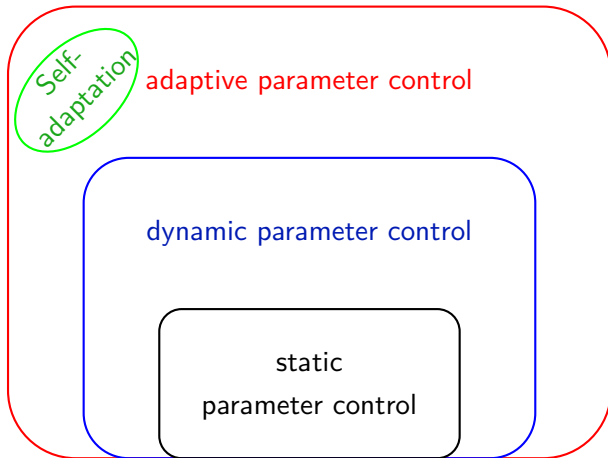 Self-
adaptation
adaptive parameter control
dynamic parameter control
static
parameter control